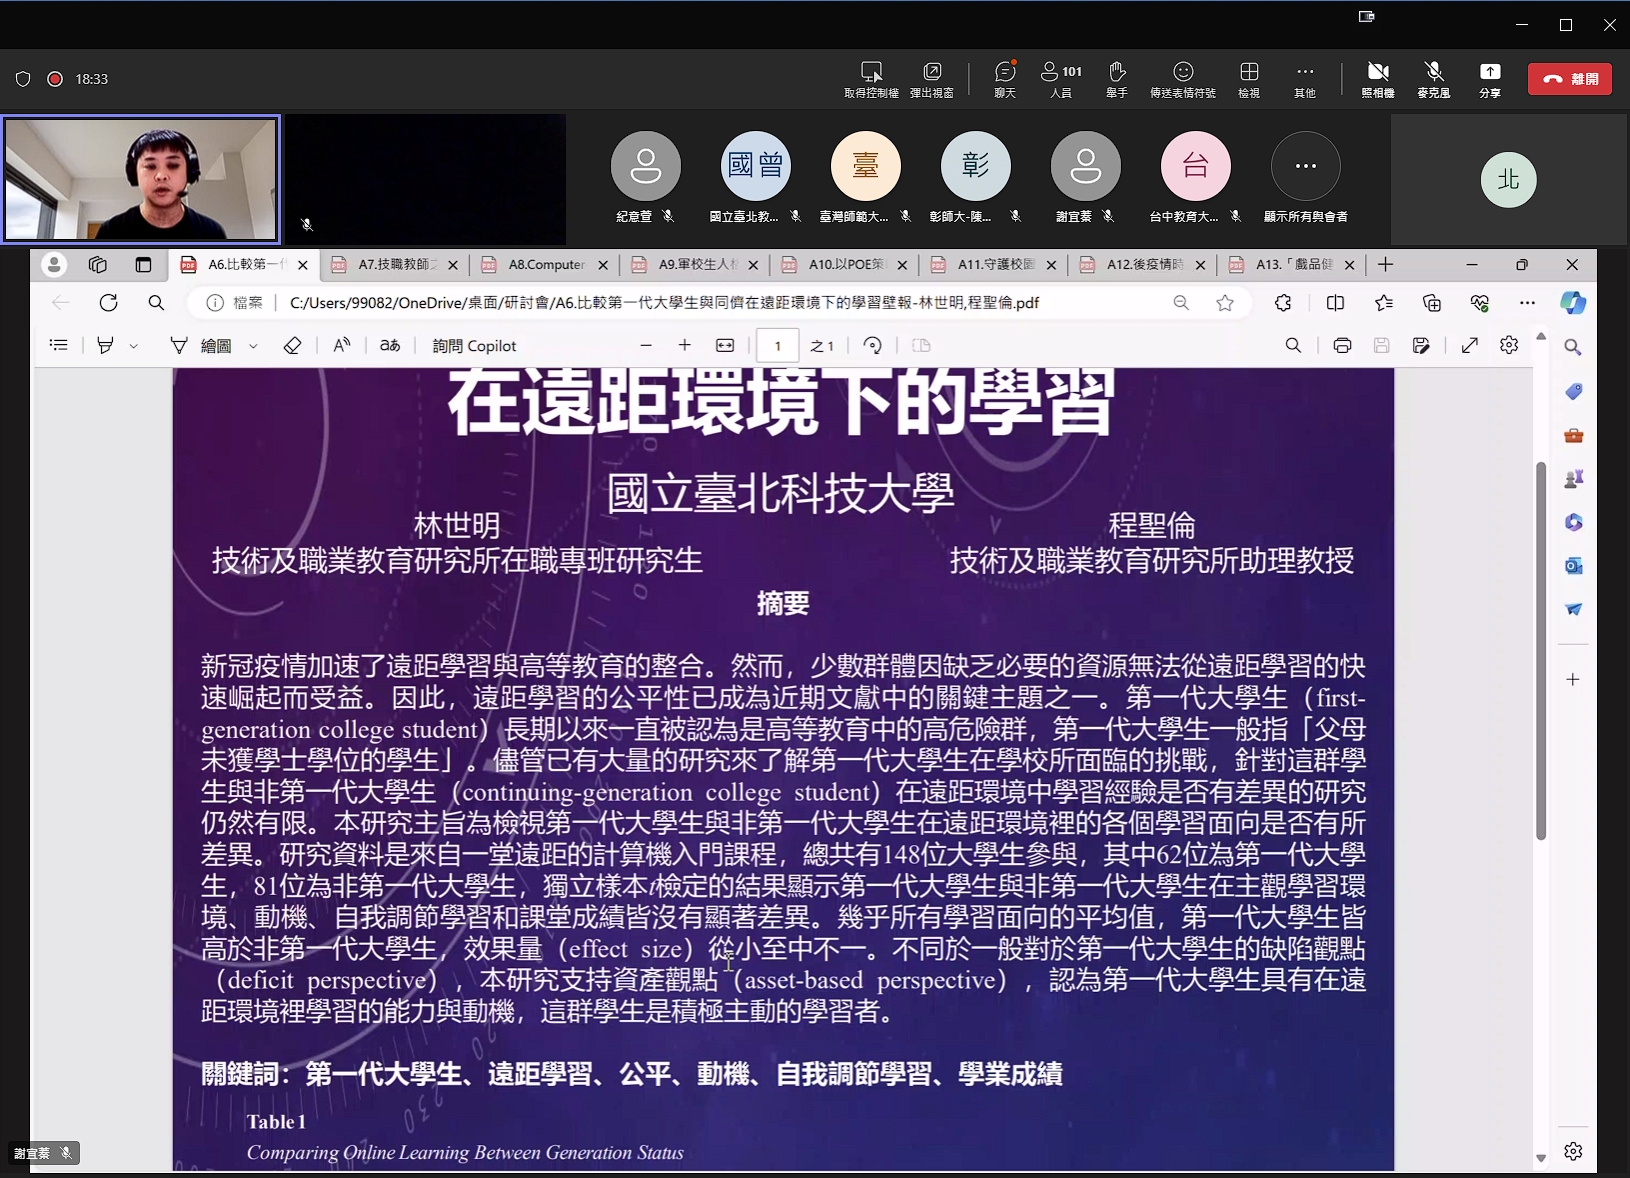 18:33
取得控制權
彈出視窗
聊天
101
人員
舉手
傳送表情符號
檢視
其他
照相機
麥克風
分享
離開
國曾
臺
彰
台
北
紀意萱
國立臺北教...
臺灣師範大...
彰師大-陳...
謝宜蓁
台中教育大...
顯示所有與會者
A6.比較第一
A7.技職教師
A8.Computer
A9.軍校生人格
A10.以POE策
A11.守護校園
A12.後疫情時
A13.「戲品健
檔案
C:/Users/99082/OneDrive/桌面/研討會/A6.比較第一代大學生與同儕在遠距環境下的學習壁報-林世明,程聖倫.pdf
繪圖
詢問 Copilot
1
之 1
在遠距環境下的學習
國立臺北科技大學
林世明
程聖倫
技術及職業教育研究所在職專班研究生
技術及職業教育研究所助理教授
摘要
新冠疫情加速了遠距學習與高等教育的整合。然而，少數群體因缺乏必要的資源無法從遠距學習的快
速崛起而受益。因此，遠距學習的公平性已成為近期文獻中的關鍵主題之一。第一代大學生（first-
generation college student）長期以來一直被認為是高等教育中的高危險群，第一代大學生一般指「父母
未獲學士學位的學生」。儘管已有大量的研究來了解第一代大學生在學校所面臨的挑戰，針對這群學
生與非第一代大學生（continuing-generation college student）在遠距環境中學習經驗是否有差異的研究
仍然有限。本研究主旨為檢視第一代大學生與非第一代大學生在遠距環境裡的各個學習面向是否有所
差異。研究資料是來自一堂遠距的計算機入門課程，總共有148位大學生參與，其中62位為第一代大學
生，81位為非第一代大學生，獨立樣本t檢定的結果顯示第一代大學生與非第一代大學生在主觀學習環
境、動機、自我調節學習和課堂成績皆沒有顯著差異。幾乎所有學習面向的平均值，第一代大學生皆
高於非第一代大學生，效果量（effect size）從小至中不一。不同於一般對於第一代大學生的缺陷觀點
（deficit perspective），本研究支持資產觀點（asset-based perspective），認為第一代大學生具有在遠
距環境裡學習的能力與動機，這群學生是積極主動的學習者。
關鍵詞：第一代大學生、遠距學習、公平、動機、自我調節學習、學業成績
Table 1
Comparing Online Learning Between Generation Status
謝宜蓁